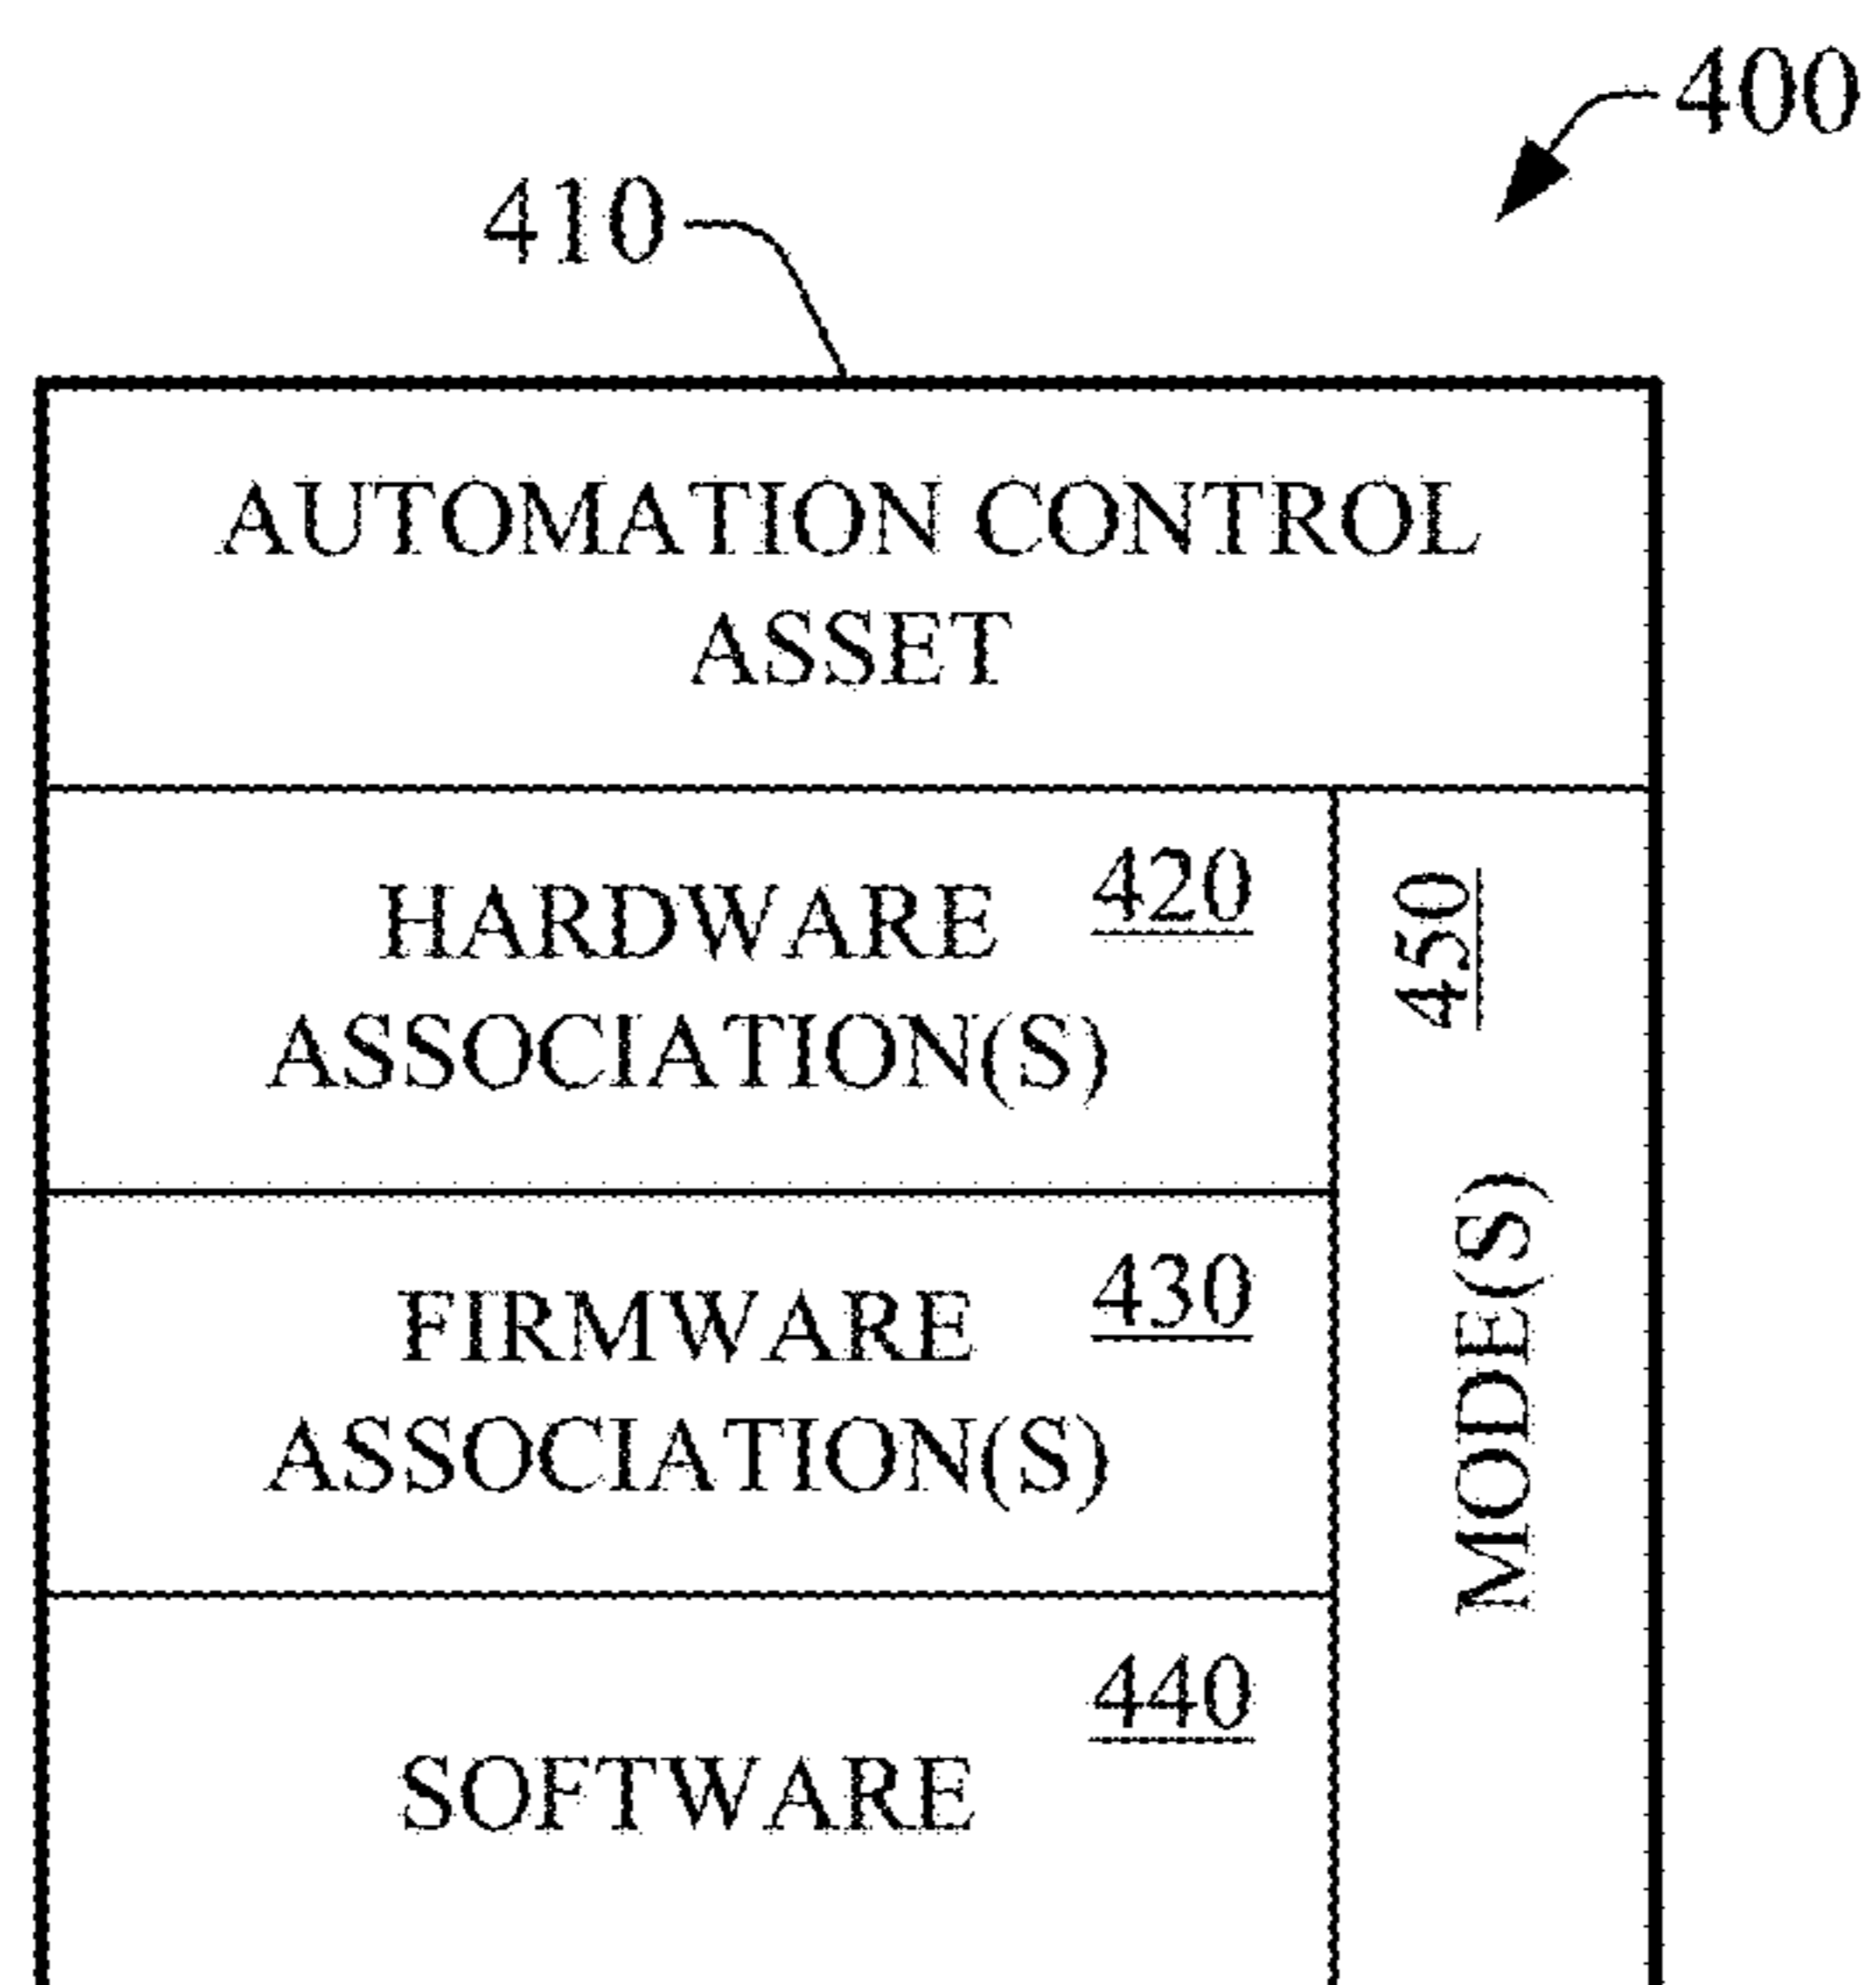 400
410
AUTOMATION CONTROL
ASSET
HARDWARE 420
ASSOCIATION(S)
FIRMWARE 430
ASSOCIATION(S)
440
SOFTWARE
MODE(S) 450